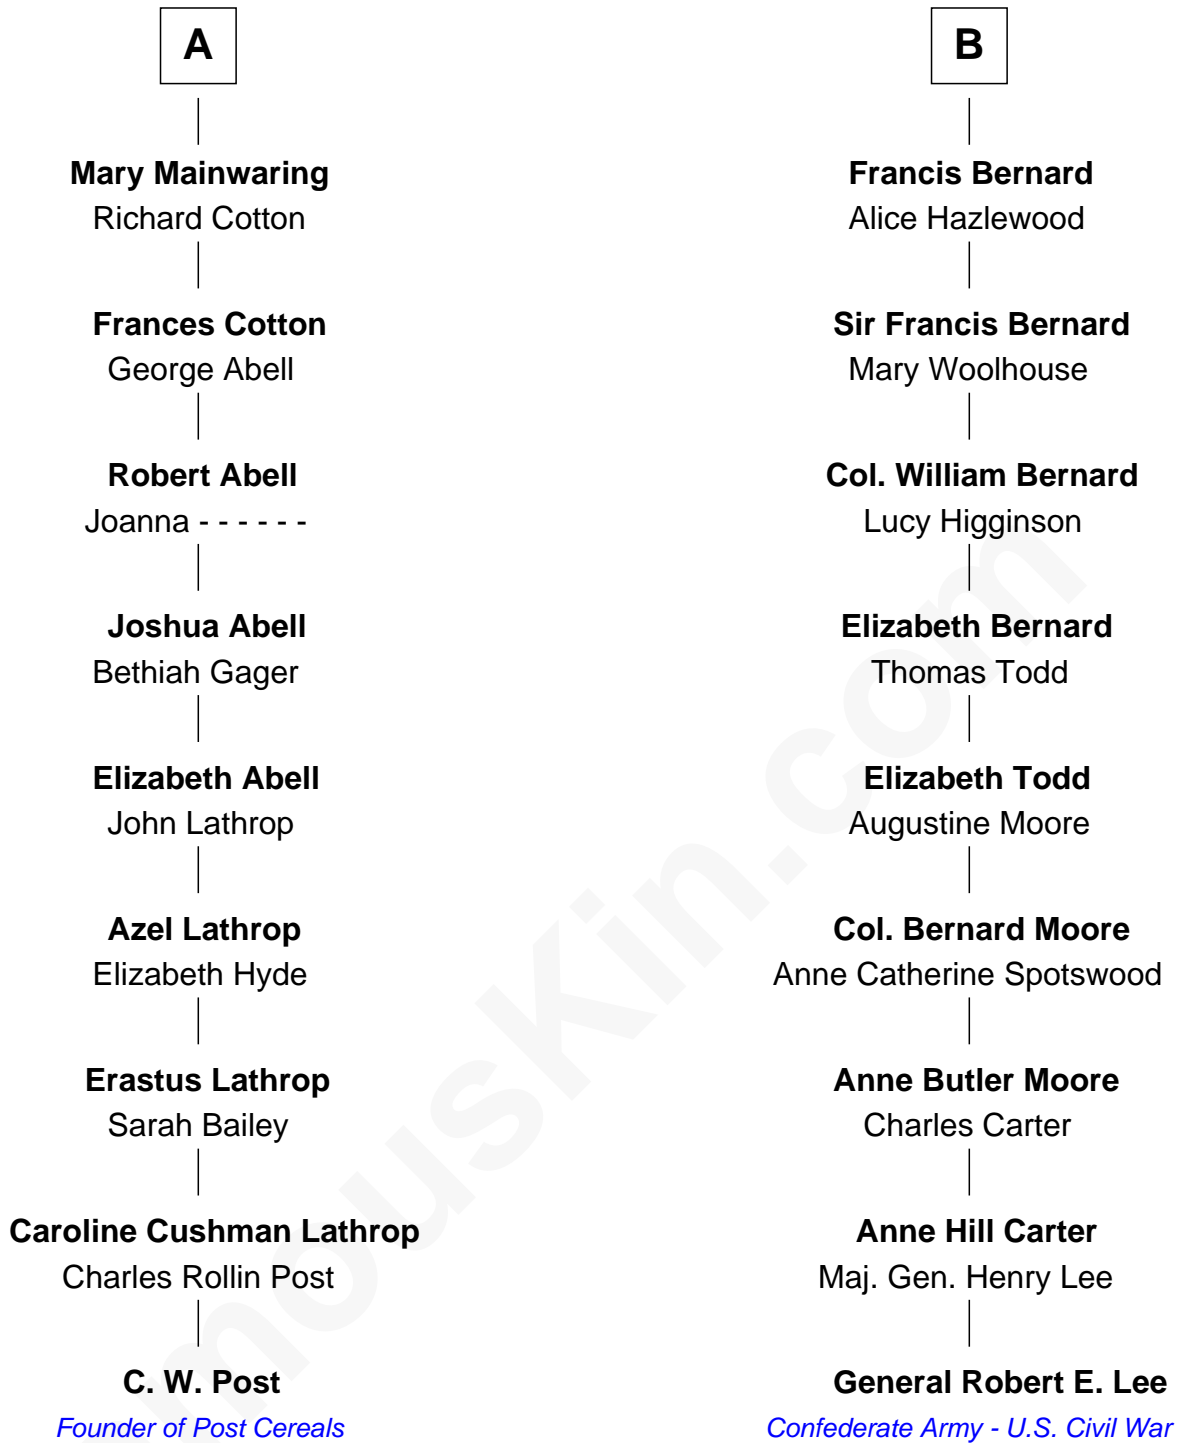 A
B
Mary Mainwaring
Richard Cotton
Francis Bernard
Alice Hazlewood
Frances Cotton
George Abell
Sir Francis Bernard
Mary Woolhouse
Robert Abell
Joanna - - - - - -
Col. William Bernard
Lucy Higginson
Joshua Abell
Bethiah Gager
Elizabeth Bernard
Thomas Todd
Elizabeth Abell
John Lathrop
Elizabeth Todd
Augustine Moore
Azel Lathrop
Elizabeth Hyde
Col. Bernard Moore
Anne Catherine Spotswood
Erastus Lathrop
Sarah Bailey
Anne Butler Moore
Charles Carter
Caroline Cushman Lathrop
Charles Rollin Post
Anne Hill Carter
Maj. Gen. Henry Lee
C. W. Post
Founder of Post Cereals
General Robert E. Lee
Confederate Army - U.S. Civil War
mousKin.com